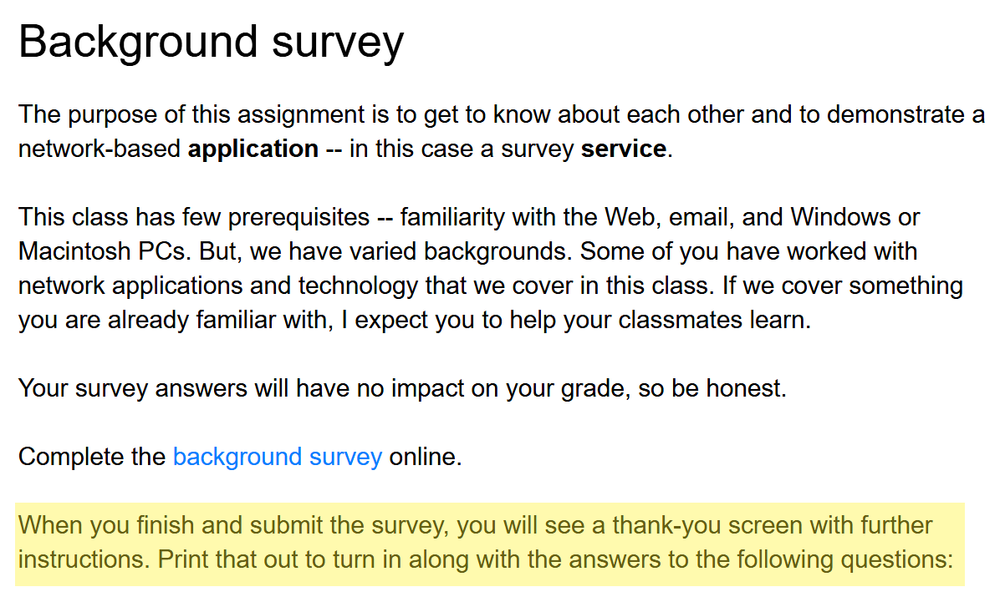 Background survey
The purpose of this assignment is to get to know about each other and to demonstrate a
network-based application -- in this case a survey service.
This class has few prerequisites -- familiarity with the Web, email, and Windows or
Macintosh PCs. But, we have varied backgrounds. Some of you have worked with
network applications and technology that we cover in this class. If we cover something
you are already familiar with, I expect you to help your classmates learn.
Your survey answers will have no impact on your grade, so be honest.
Complete the background survey online.
When you finish and submit the survey, you will see a thank-you screen with further
instructions. Print that out to turn in along with the answers to the following questions: